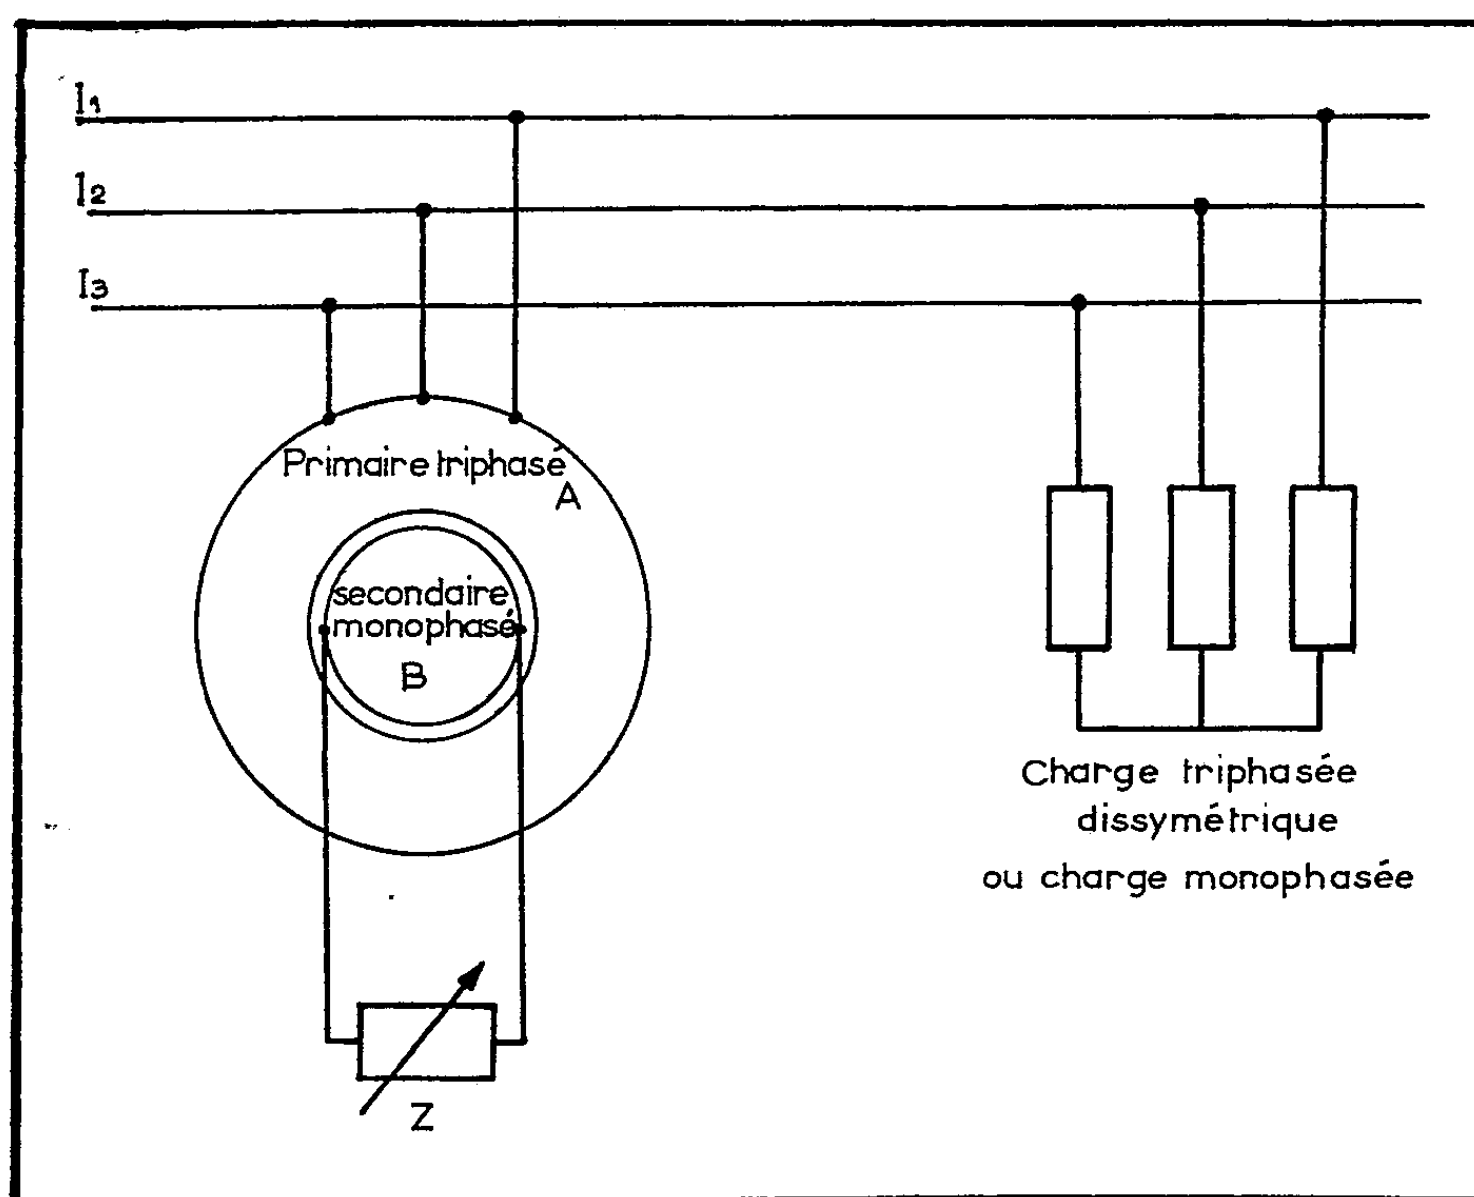 I1
I2
I3
Primaire triphasé
A
secondaire
monophasé
B
Z
Charge triphasée
dissymétrique
ou charge monophasée